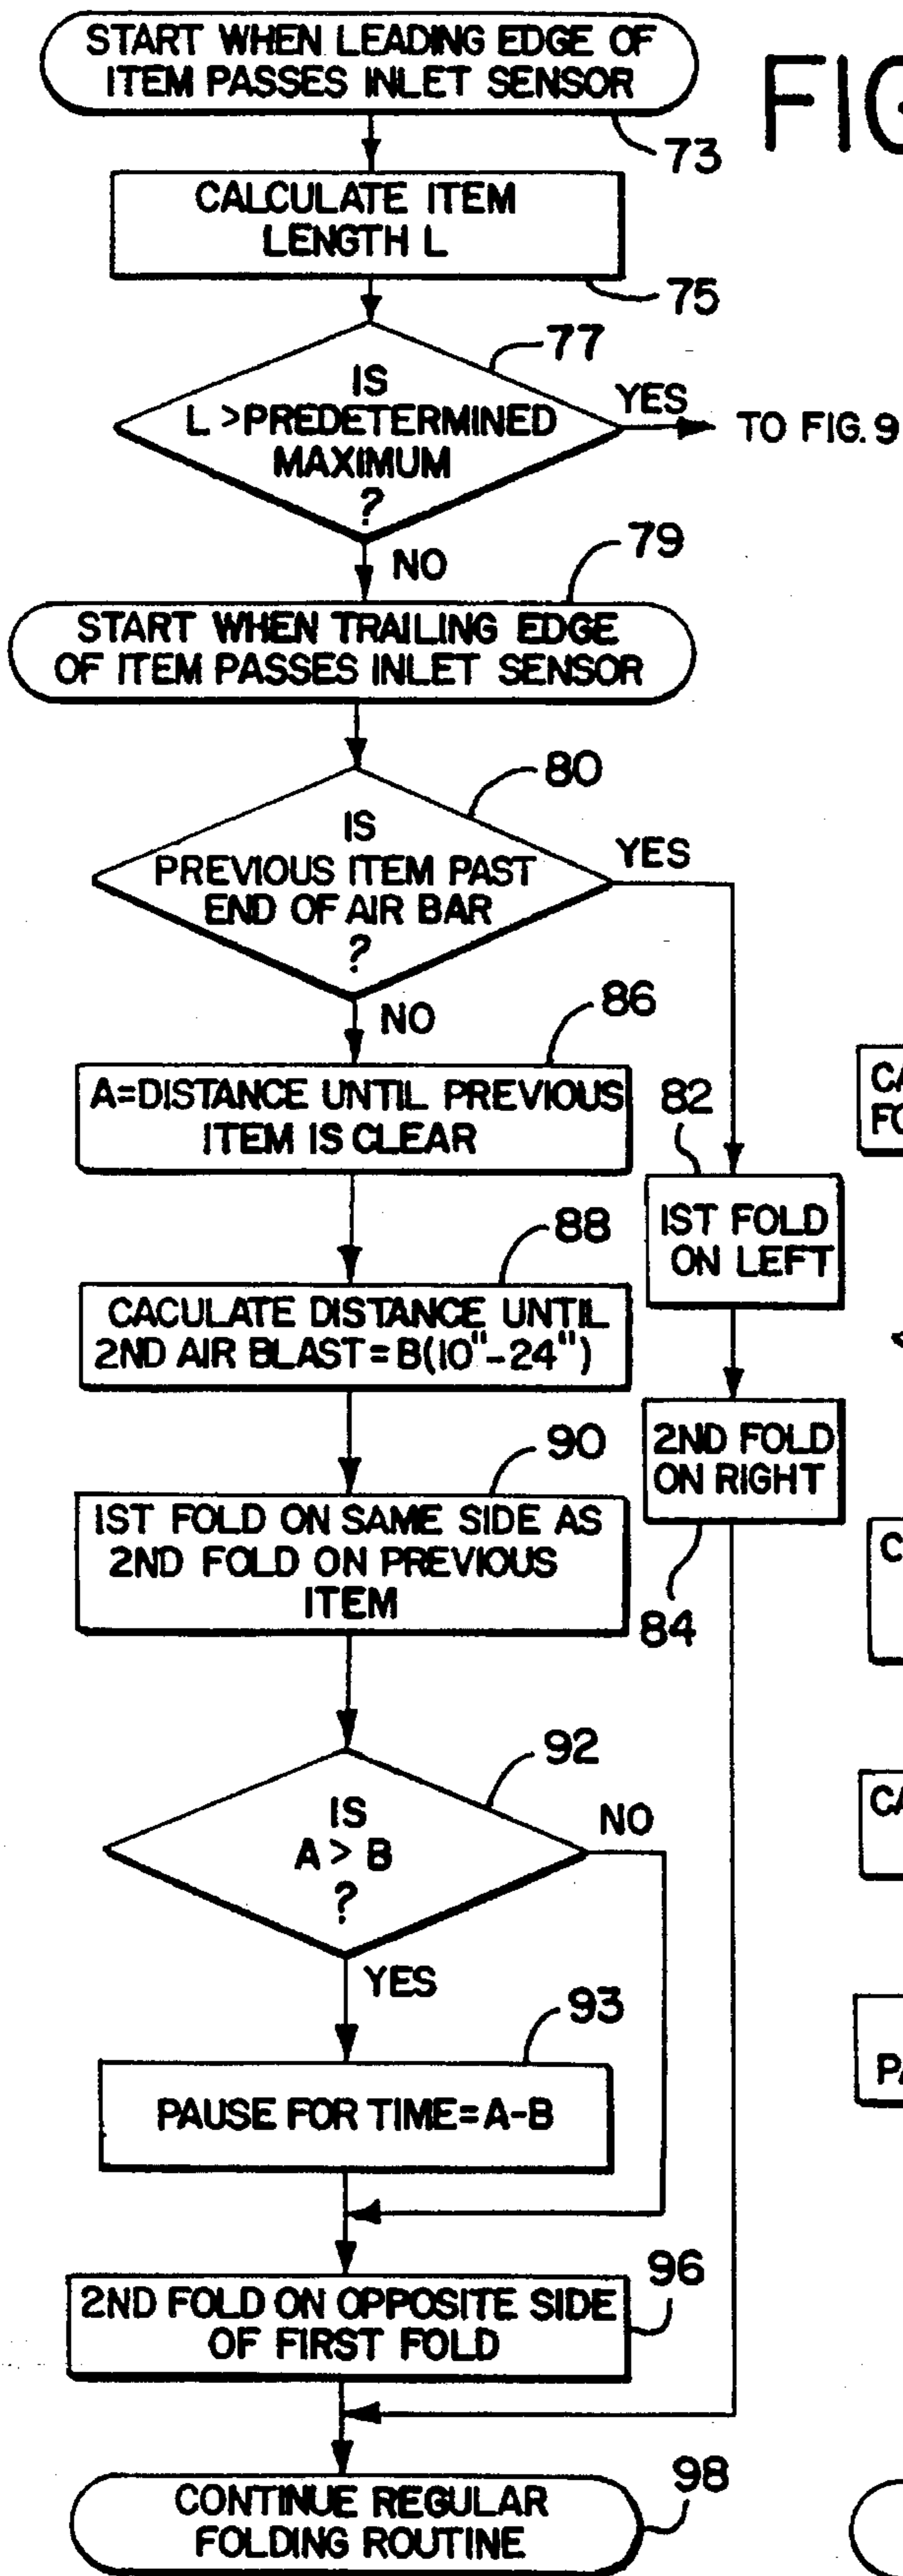 START WHEN LEADING EDGE OF
ITEM PASSES INLET SENSOR
FIG
73
CALCULATE ITEM
LENGTH L
75
77
IS
L >PREDETERMINED
MAXIMUM
?
YES
TO FIG. 9
NO
79
START WHEN TRAILING EDGE
OF ITEM PASSES INLET SENSOR
80
IS
PREVIOUS ITEM PAST
END OF AIR BAR
?
YES
NO
86
A=DISTANCE UNTIL PREVIOUS
ITEM IS CLEAR
82
CA
FO
1ST FOLD
ON LEFT
88
CACULATE DISTANCE UNTIL
2ND AIR BLAST = B(10"-24")
2ND FOLD
ON RIGHT
84
90
1ST FOLD ON SAME SIDE AS
2ND FOLD ON PREVIOUS
ITEM
C
92
IS
A > B
?
NO
CA
YES
93
PAUSE FOR TIME=A-B
PA
96
2ND FOLD ON OPPOSITE SIDE
OF FIRST FOLD
98
CONTINUE REGULAR
FOLDING ROUTINE